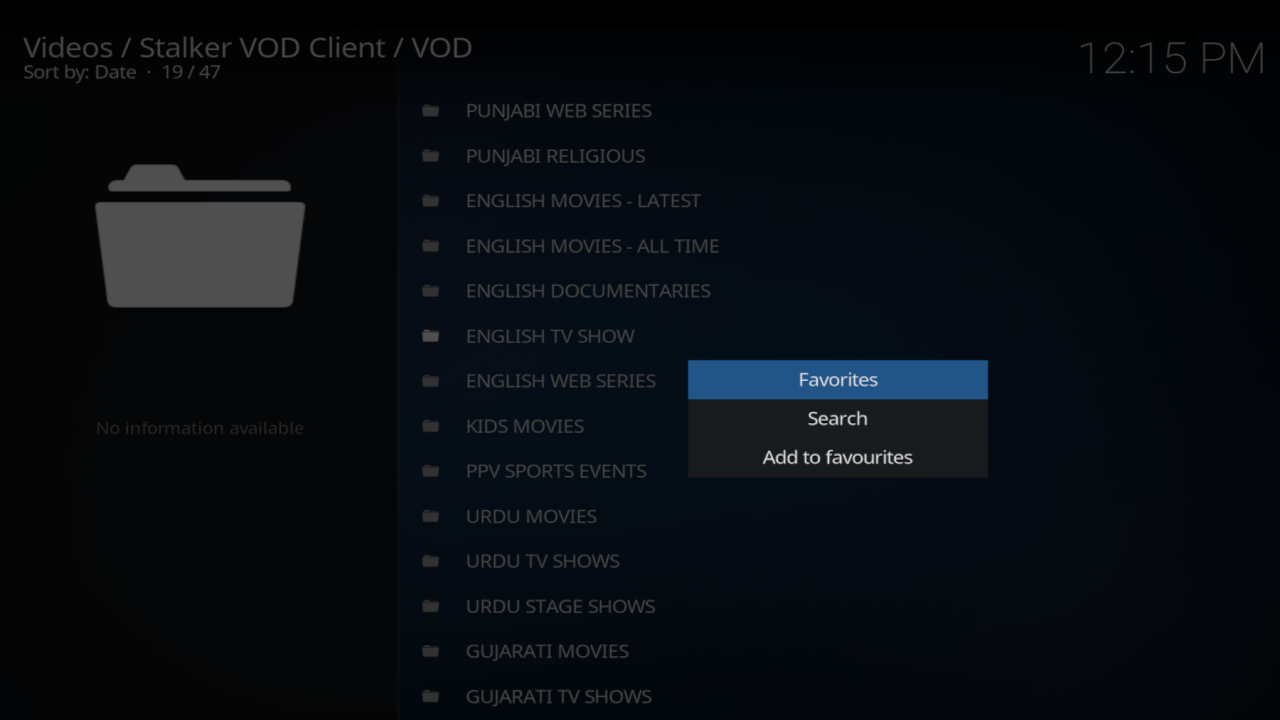 Videos / Stalker VOD Client / VOD
Sort by: Date · 19 / 47
12:15 PM
PUNJABI WEB SERIES
PUNJABI RELIGIOUS
ENGLISH MOVIES - LATEST
ENGLISH MOVIES - ALL TIME
ENGLISH DOCUMENTARIES
ENGLISH TV SHOW
ENGLISH WEB SERIES
KIDS MOVIES
PPV SPORTS EVENTS
URDU MOVIES
URDU TV SHOWS
URDU STAGE SHOWS
GUJARATI MOVIES
GUJARATI TV SHOWS
No information available
Favorites
Search
Add to favourites